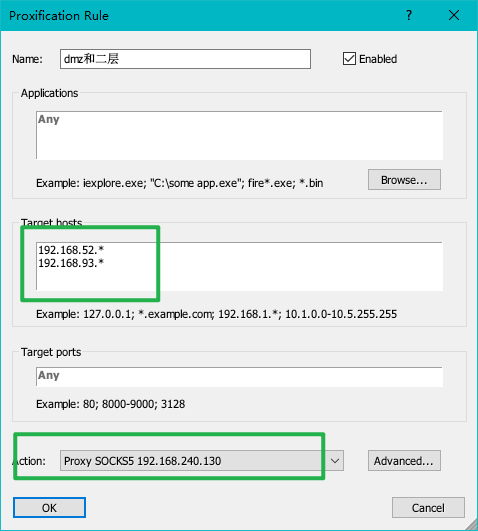 Proxification Rule
Name: dmz和二层 Enabled
Applications
Any
Example: iexplore.exe; "C:\some app.exe"; fire*.exe; *.bin Browse...
Target hosts
192.168.52.*
192.168.93.*
Example: 127.0.0.1; *.example.com; 192.168.1.*; 10.1.0.0-10.5.255.255
Target ports
Any
Example: 80; 8000-9000; 3128
Action: Proxy SOCKS5 192.168.240.130 Advanced...
OK Cancel